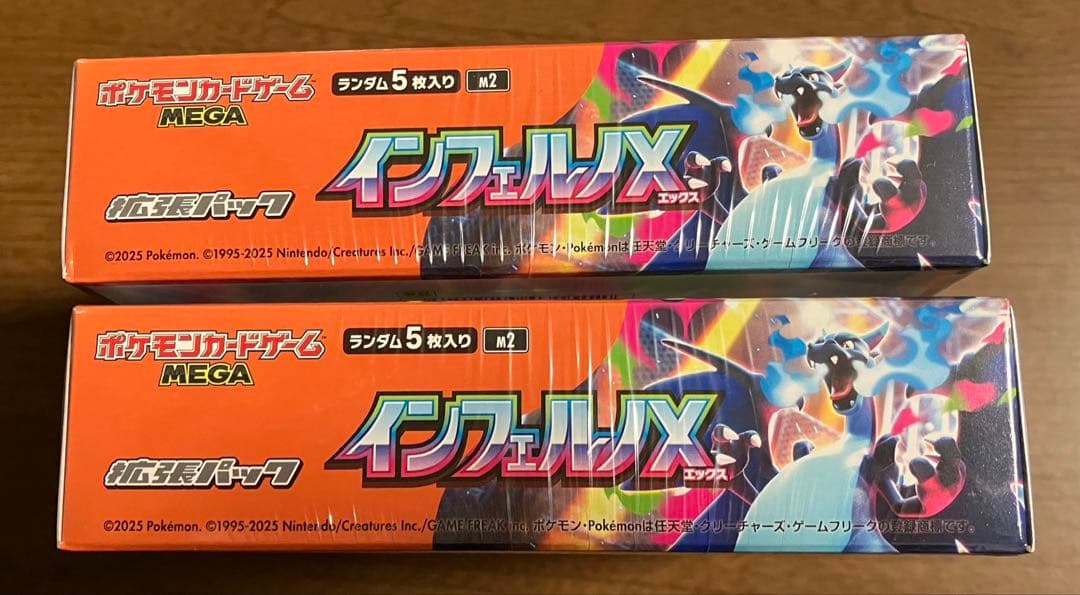 ポケモンカードゲーム
MEGA
ランダム5枚入り
M2
インフェルノX
エックス
拡張パック
©2025 Pokémon. ©1995-2025 Nintendo/Creatures Inc./GAME FREAK inc. ポケモン・Pokémonは任天堂・クリーチャーズ・ゲームフリークの登録商標です。
ポケモンカードゲーム
MEGA
ランダム5枚入り
M2
インフェルノX
エックス
拡張パック
©2025 Pokémon. ©1995-2025 Nintendo/Creatures Inc./GAME FREAK inc. ポケモン・Pokémonは任天堂・クリーチャーズ・ゲームフリークの登録商標です。